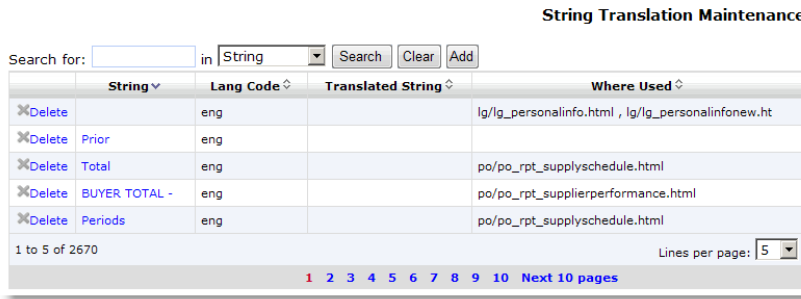 String Translation Maintenance
Search for: in String Search Clear Add
String Lang Code Translated String Where Used
Delete eng lg/lg_personalinfo.html , lg/lg_personalinfonew.ht
Delete Prior eng
Delete Total eng po/po_rpt_supplyschedule.html
Delete BUYER TOTAL - eng po/po_rpt_supplierperformance.html
Delete Periods eng po/po_rpt_supplyschedule.html
1 to 5 of 2670 Lines per page: 5
1 2 3 4 5 6 7 8 9 10 Next 10 pages